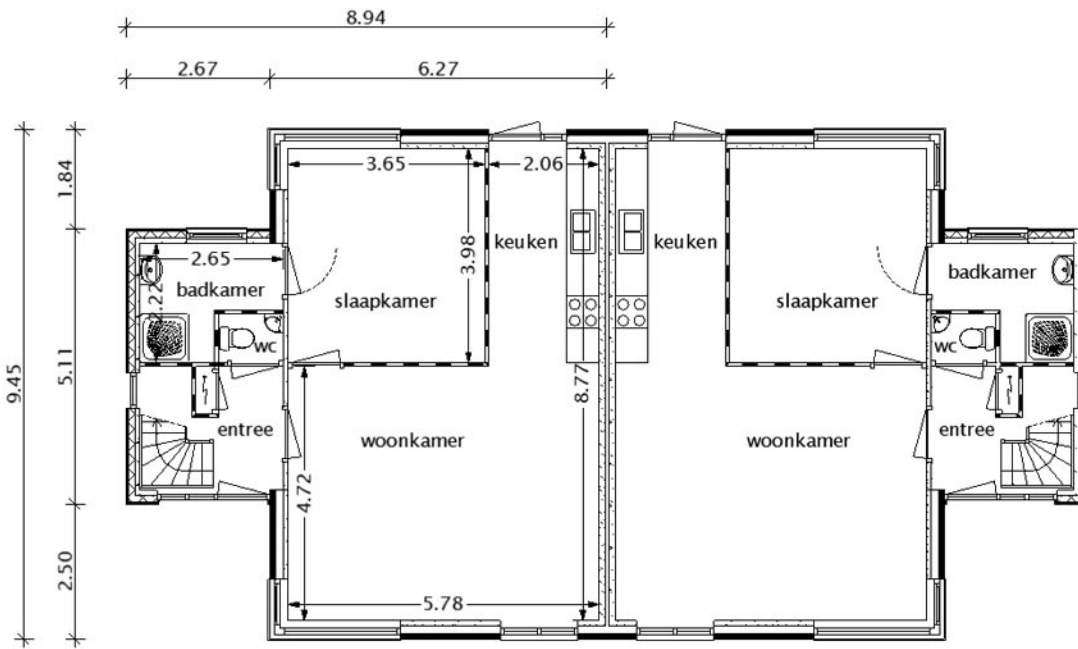 8.94
2.67 6.27
3.65 2.06
1.84
3.98
keuken keuken
2.65
badkamer badkamer
2.22
slaapkamer slaapkamer
wc wc
9.45
5.11
8.77
entree woonkamer woonkamer entree
4.72
2.50
5.78